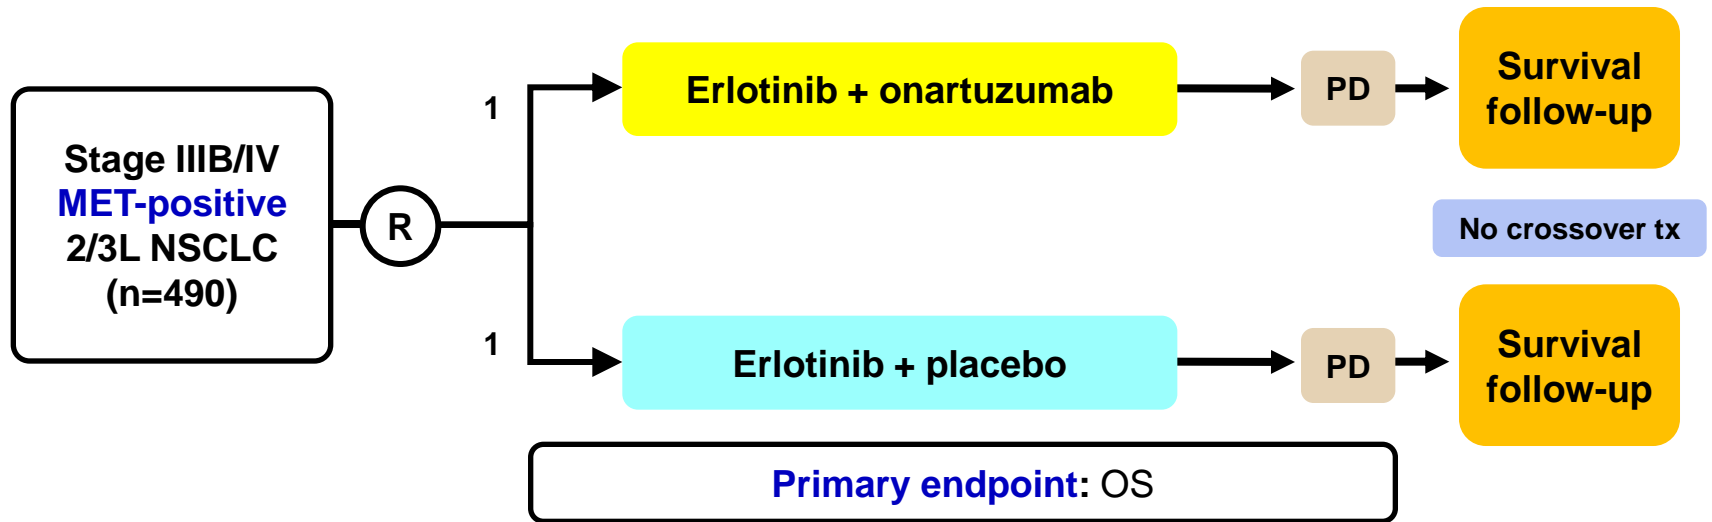 Stage IIIB/IV
MET-positive
2/3L NSCLC
(n=490)
R
1
Erlotinib + onartuzumab
PD
Survival
follow-up
No crossover tx
1
Erlotinib + placebo
PD
Survival
follow-up
Primary endpoint: OS